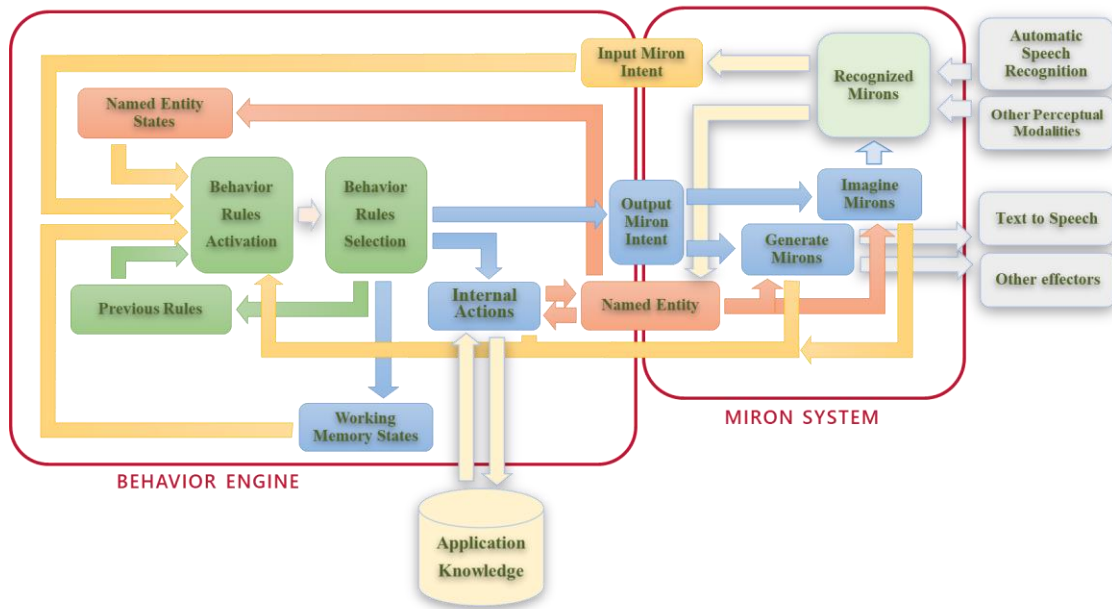 Input Miron
Intent
Recognized
Mirons
Automatic
Speech
Recognition
Named Entity
States
Other Perceptual
Modalities
Behavior
Rules
Activation
Behavior
Rules
Selection
Output
Miron
Intent
Imagine
Mirons
Generate
Mirons
Text to Speech
Other effectors
Previous Rules
Internal
Actions
Named Entity
Working
Memory States
MIRON SYSTEM
BEHAVIOR ENGINE
Application
Knowledge